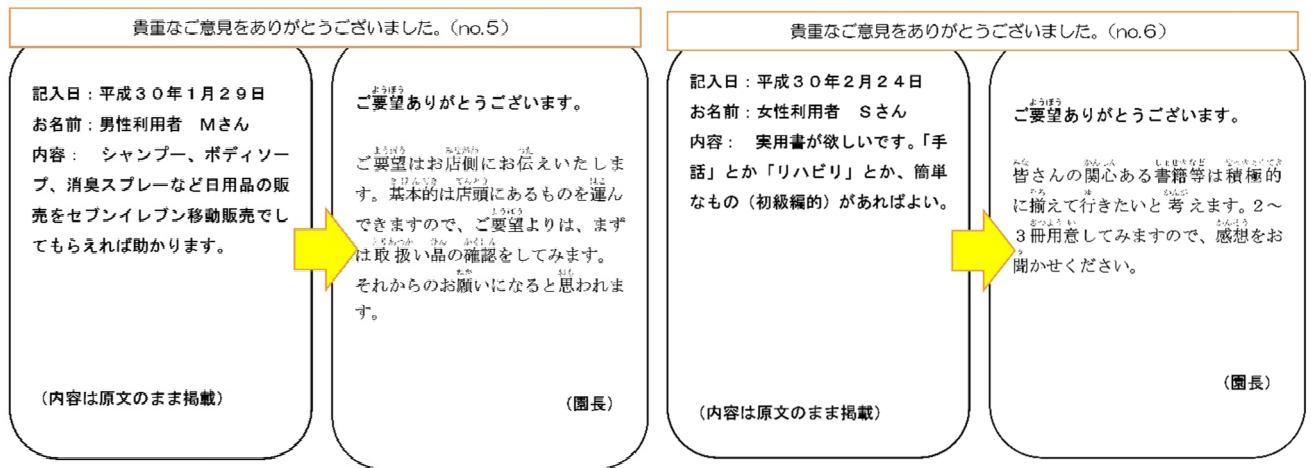 貴重なご意見をありがとうございました。（no.5）
記入日：平成３０年１月２９日
お名前：男性利用者　Ｍさん
内容：　シャンプー、ボディソー
プ、消臭スプレーなど日用品の販
売をセブンイレブン移動販売でし
てもらえれば助かります。
（内容は原文のまま掲載）
ご要望ありがとうございます。
ご要望はお店側にお伝えいたしま
す。基本的は店頭にあるものを運ん
できますので、ご要望よりは、まず
は取扱い品の確認をしてみます。
それからのお願いになると思われま
す。
（園長）
貴重なご意見をありがとうございました。（no.6）
記入日：平成３０年２月２４日
お名前：女性利用者　Ｓさん
内容：　実用書が欲しいです。「手
話」とか「リハビリ」とか、簡単
なもの（初級編的）があればよい。
（内容は原文のまま掲載）
ご要望ありがとうございます。
皆さんの関心ある書籍等は積極的
に揃えて行きたいと考えます。２～
３冊用意してみますので、感想をお
聞かせください。
（園長）